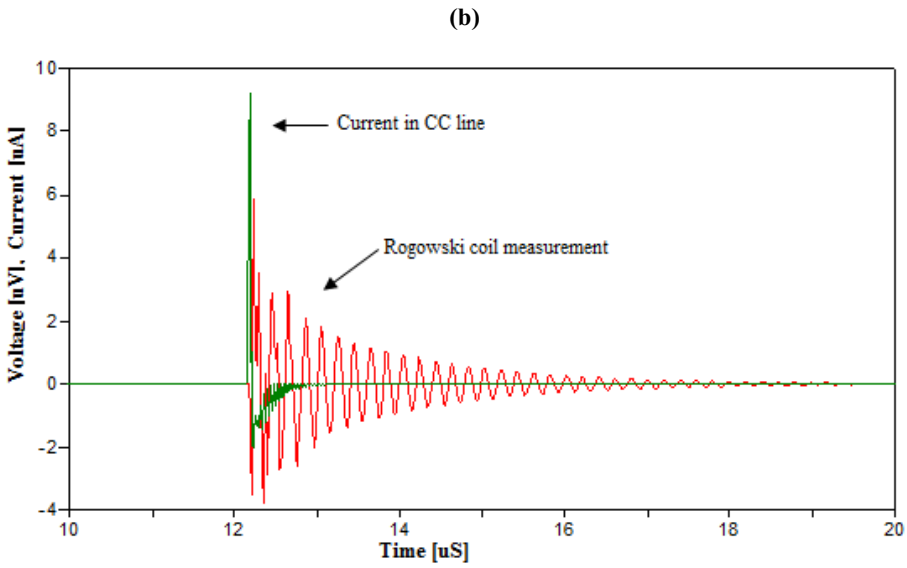 (b)
10
8
6
4
2
0
-2
-4
Voltage [uV], Current [uA]
Current in CC line
Rogowski coil measurement
10 12 14 16 18 20
Time [uS]